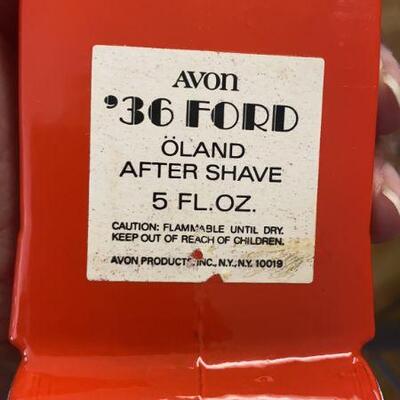 AVON
'36 FORD
ÖLAND
AFTER SHAVE
5 FL.OZ.
CAUTION: FLAMMABLE UNTIL DRY.
KEEP OUT OF REACH OF CHILDREN.
AVON PRODUCTS, INC., N.Y., N.Y. 10019